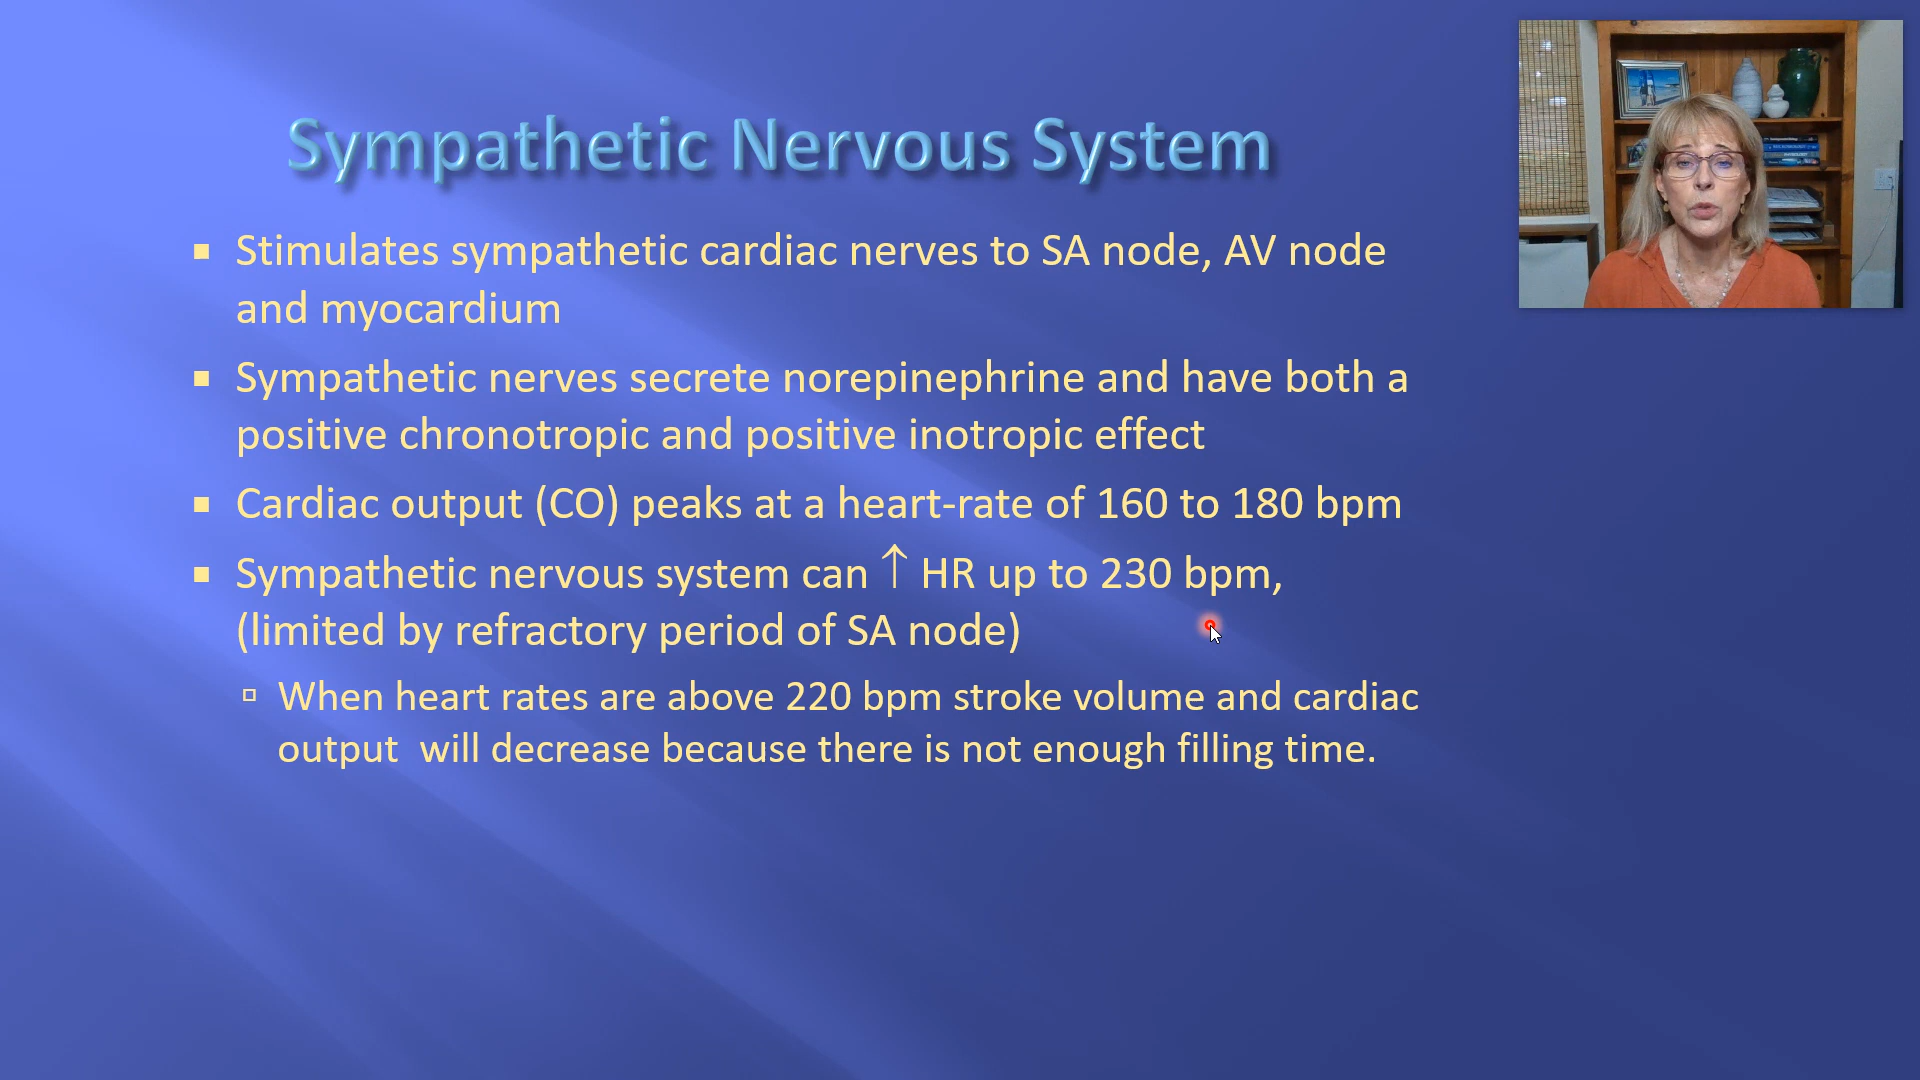 Sympathetic Nervous System
Stimulates sympathetic cardiac nerves to SA node, AV node
and myocardium
Sympathetic nerves secrete norepinephrine and have both a
positive chronotropic and positive inotropic effect
Cardiac output (CO) peaks at a heart-rate of 160 to 180 bpm
Sympathetic nervous system can ↑ HR up to 230 bpm,
(limited by refractory period of SA node)
When heart rates are above 220 bpm stroke volume and cardiac
output will decrease because there is not enough filling time.